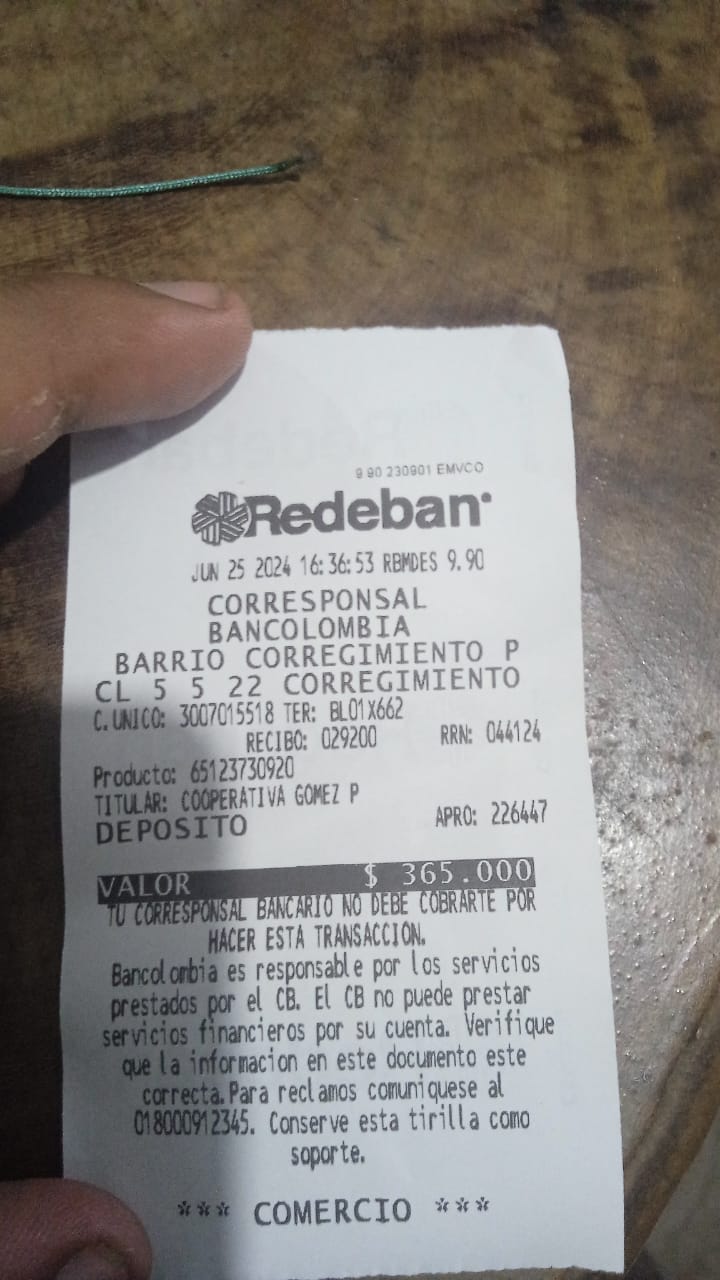 9 90 230901 EMVCO
Redeban
JUN 25 2024 16:36:53 RBMDES 9.90
CORRESPONSAL
BANCOLOMBIA
BARRIO CORREGIMIENTO P
CL 5 5 22 CORREGIMIENTO
C. UNICO: 3007015518 TER: BL01X662
RECIBO: 029200 RRN: 044124
Producto: 65123730920
TITULAR: COOPERATIVA GOMEZ P
DEPOSITO APRO: 226447
VALOR $ 365.000
TU CORRESPONSAL BANCARIO NO DEBE COBRARTE POR
HACER ESTA TRANSACCION.
Bancolombia es responsable por los servicios
prestados por el CB. El CB no puede prestar
servicios financieros por su cuenta. Verifique
que la informacion en este documento este
correcta. Para reclamos comuniquese al
018000912345. Conserve esta tirilla como
soporte.
*** COMERCIO ***